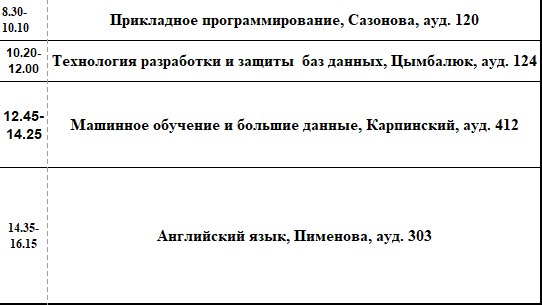 8.30-
10.10
Прикладное программирование, Сазонова, ауд. 120
10.20-
12.00
Технология разработки и защиты  баз данных, Цымбалюк, ауд. 124
12.45-
14.25
Машинное обучение и большие данные, Карпинский, ауд. 412
14.35-
16.15
Английский язык, Пименова, ауд. 303